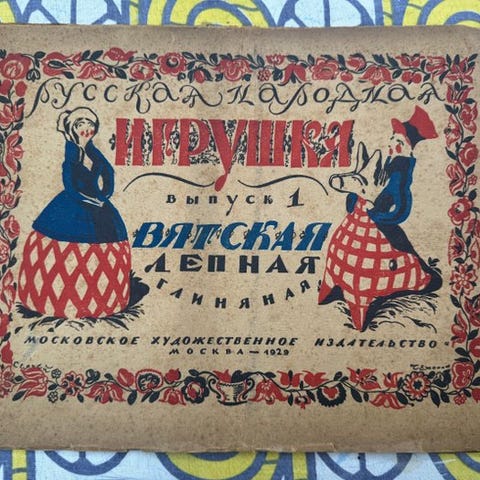 РУССКАЯ НАРОДНАЯ
ИГРУШКА
ВЫПУСК 1
ВЯТСКАЯ
ЛЕПНАЯ
ГЛИНЯНАЯ
МОСКОВСКОЕ ХУДОЖЕСТВЕННОЕ ИЗДАТЕЛЬСТВО
МОСКВА — 1929